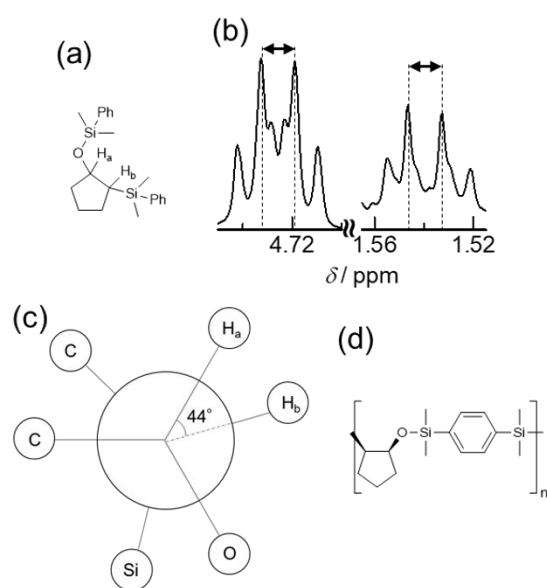 (a)
Si
Ph
O
Ha
Hb
Si
Ph
(b)
4.72
1.56
1.52
δ / ppm
(c)
C
C
Ha
Hb
44°
Si
O
(d)
O
Si
Si
n